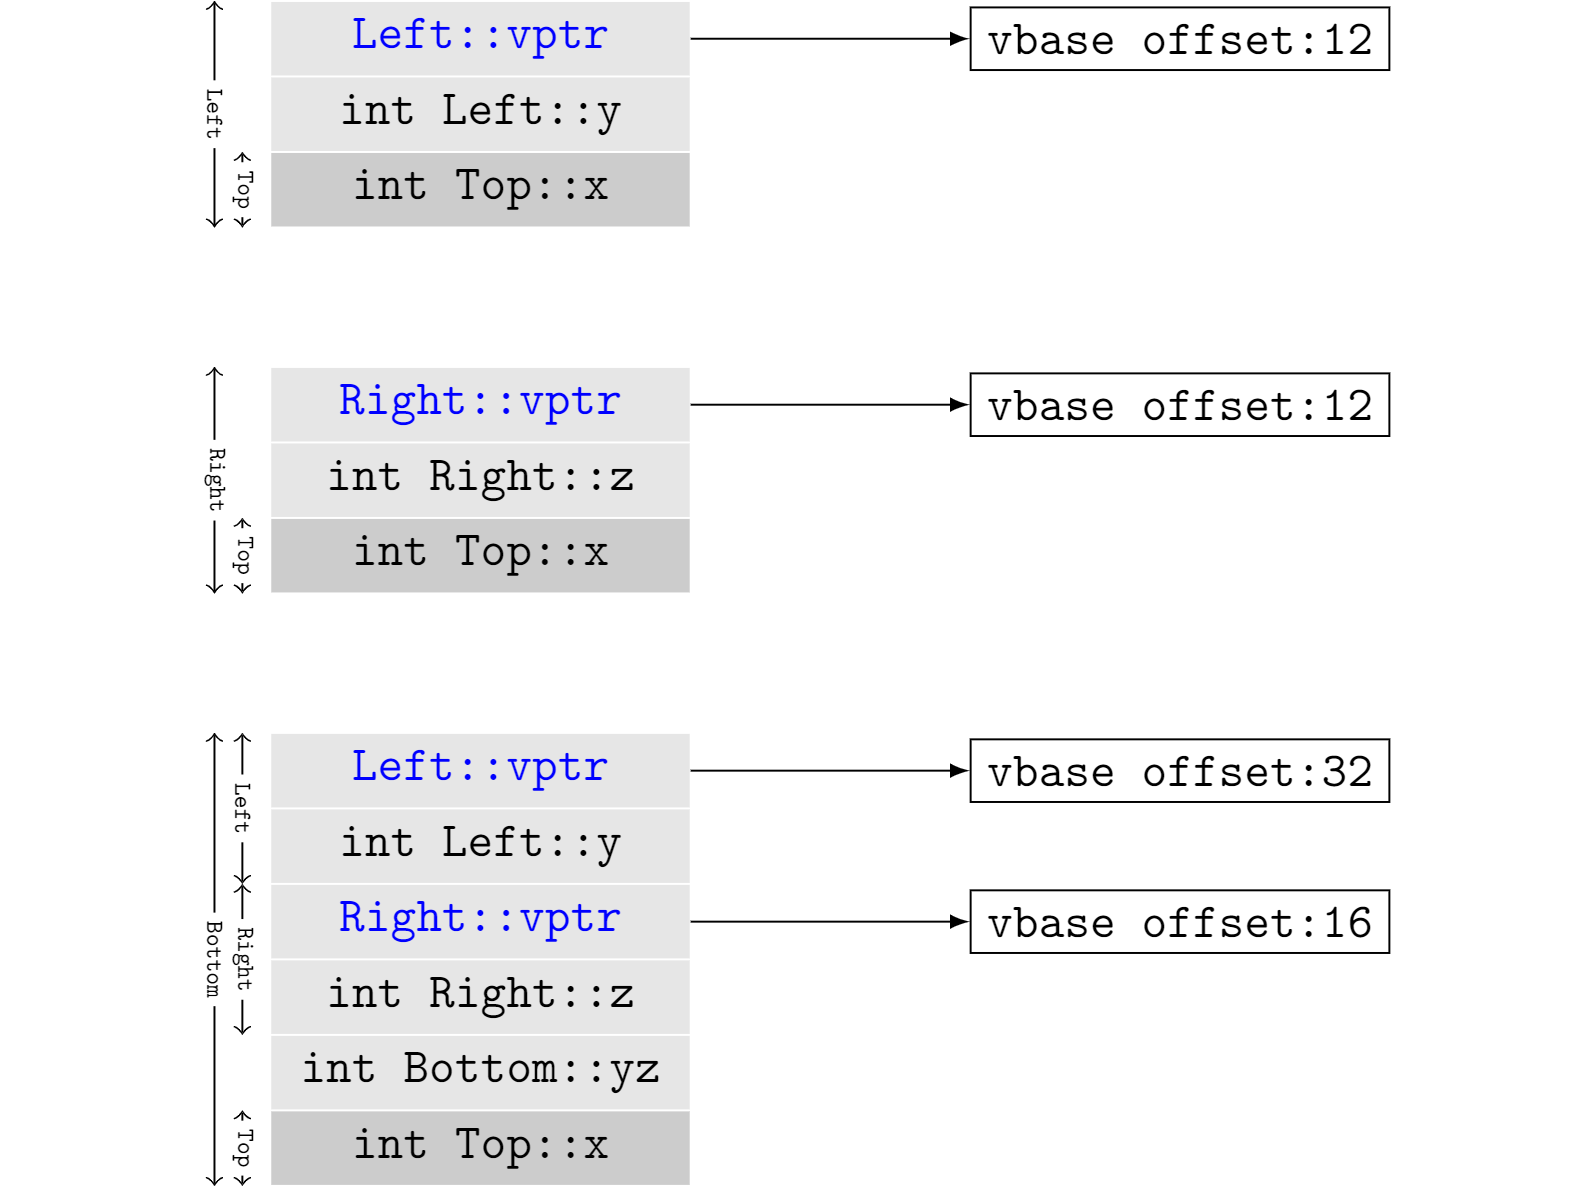 Left::vptr
vbase offset:12
int Left::y
int Top::x
Left
Top
Right::vptr
vbase offset:12
int Right::z
int Top::x
Right
Top
Left::vptr
vbase offset:32
int Left::y
Right::vptr
vbase offset:16
int Right::z
int Bottom::yz
int Top::x
Bottom
Left
Right
Top